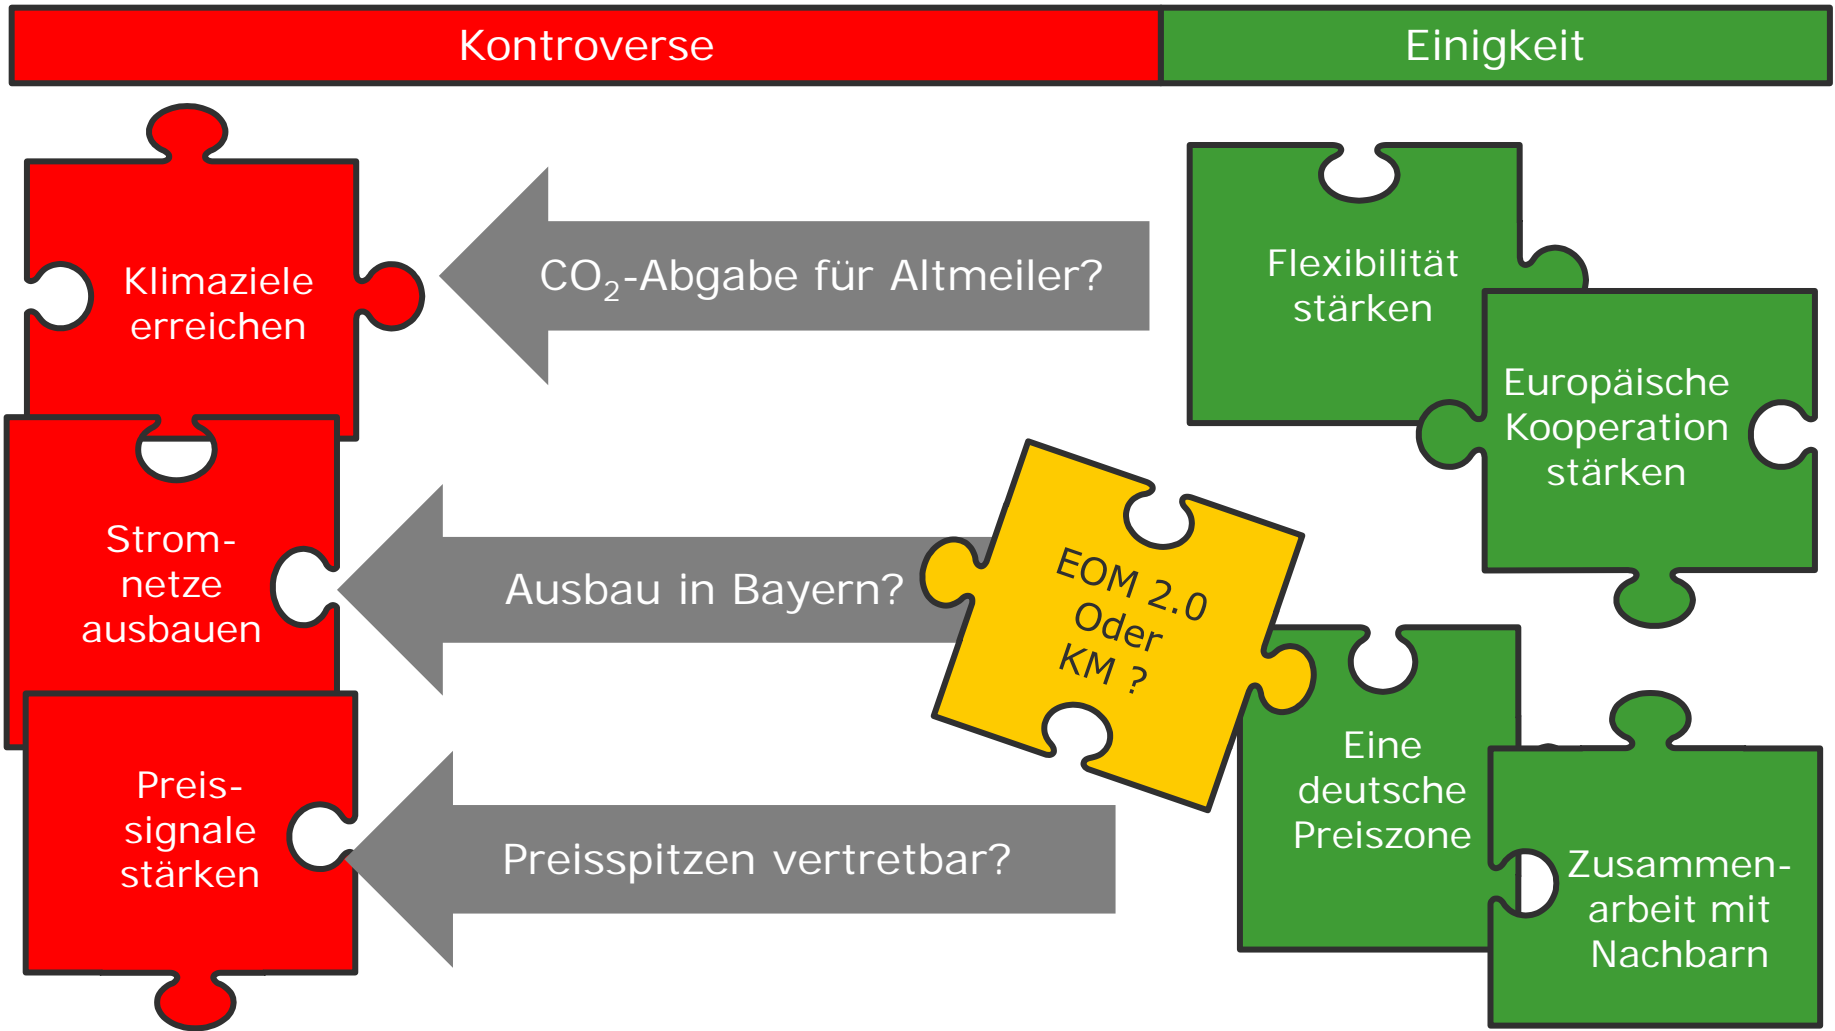 Kontroverse
Einigkeit
Klimaziele
erreichen
CO₂-Abgabe für Altmeiler?
Flexibilität
stärken
Europäische
Kooperation
stärken
Strom-
netze
ausbauen
Ausbau in Bayern?
EOM 2.0
Oder
KM ?
Preis-
signale
stärken
Preisspitzen vertretbar?
Eine
deutsche
Preiszone
Zusammen-
arbeit mit
Nachbarn